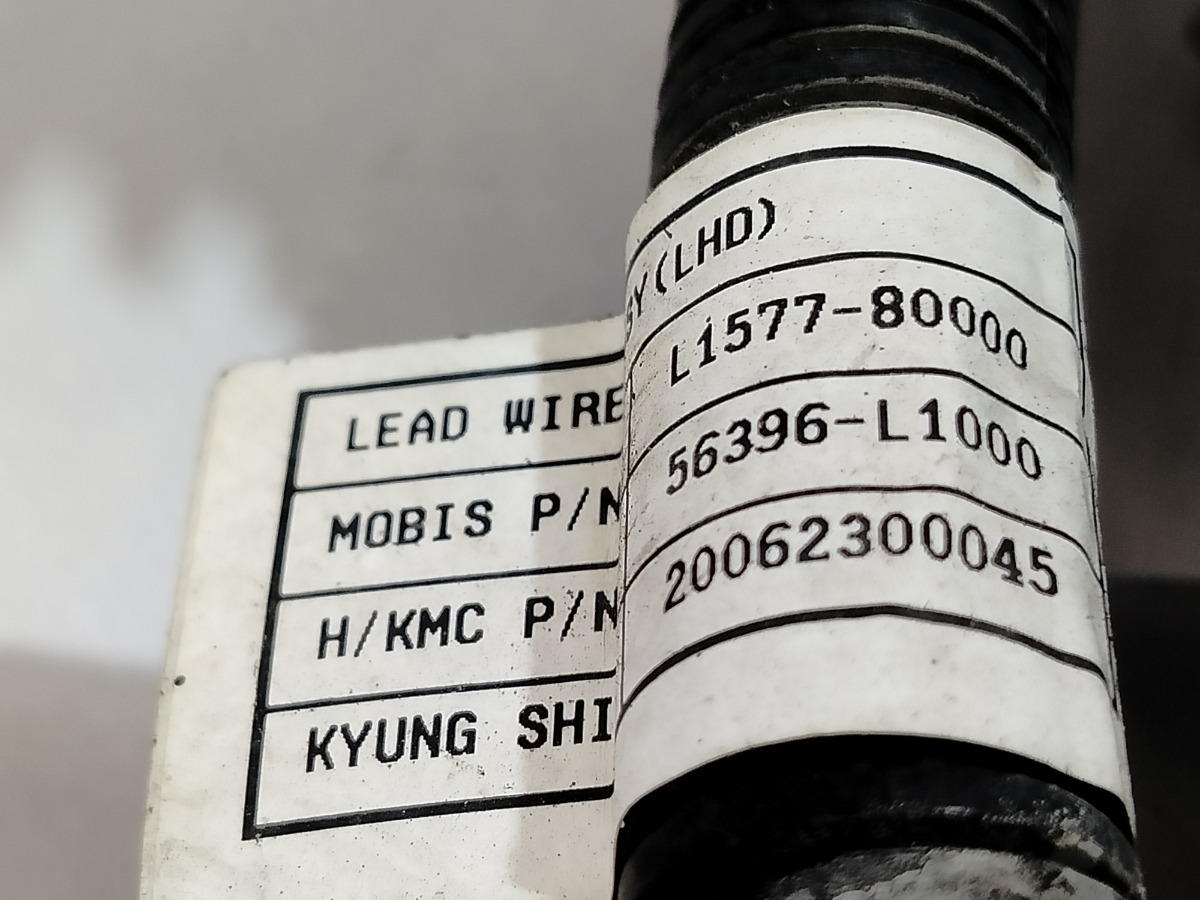 LEAD WIRE SY(LHD)
MOBIS P/N L1577-80000
H/KMC P/N 56396-L1000
KYUNG SHI 20062300045